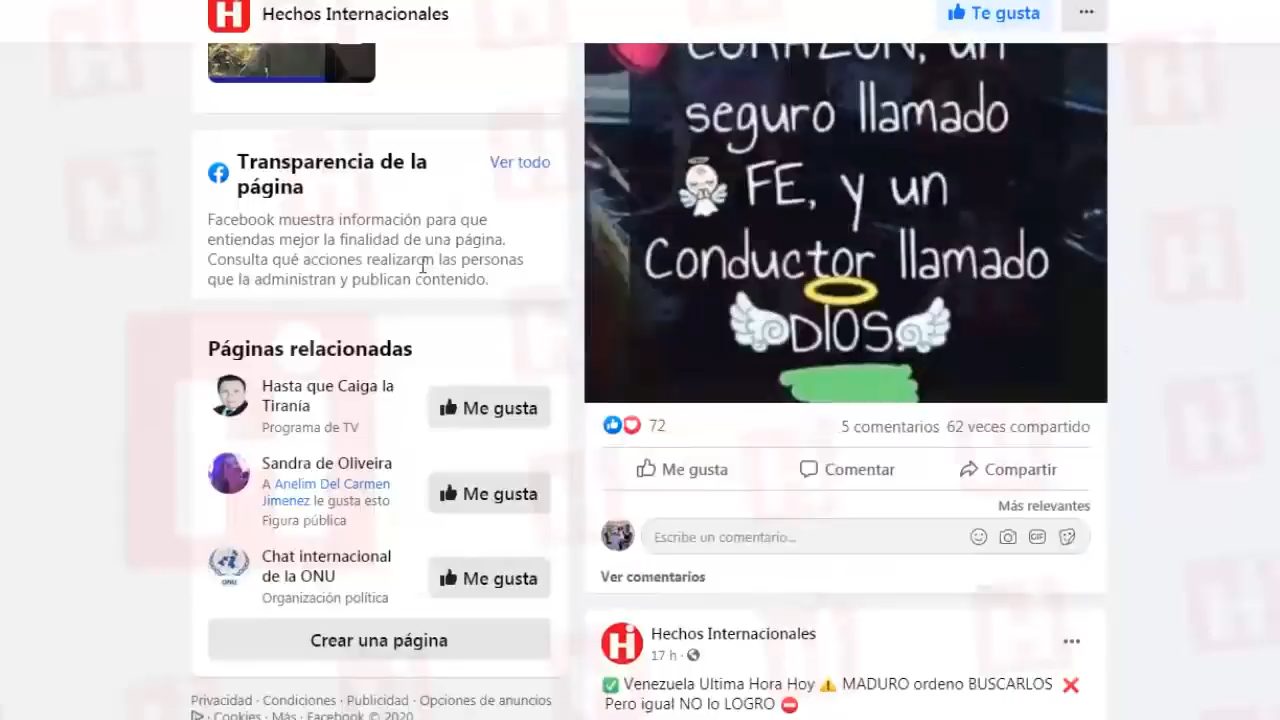 Hechos Internacionales
Te gusta
Transparencia de la
página
Ver todo
Facebook muestra información para que
entiendas mejor la finalidad de una página.
Consulta qué acciones realizaron las personas
que la administran y publican contenido.
Páginas relacionadas
Hasta que Caiga la
Tiranía
Programa de TV
Me gusta
Sandra de Oliveira
A Anelim Del Carmen
Jimenez le gusta esto
Figura pública
Me gusta
ONU
Chat internacional
de la ONU
Organización política
Me gusta
Crear una página
Privacidad · Condiciones · Publicidad · Opciones de anuncios
· Cookies · Más · Facebook © 2020
CORAZON, un
seguro llamado
FE, y un
Conductor llamado
DIOS.
72
5 comentarios 62 veces compartido
Me gusta
Comentar
Compartir
Más relevantes
Escribe un comentario...
GIF
Ver comentarios
Hechos Internacionales
17 h ·
✅ Venezuela Ultima Hora Hoy ⚠️ MADURO ordeno BUSCARLOS ❌
Pero igual NO lo LOGRO ⛔